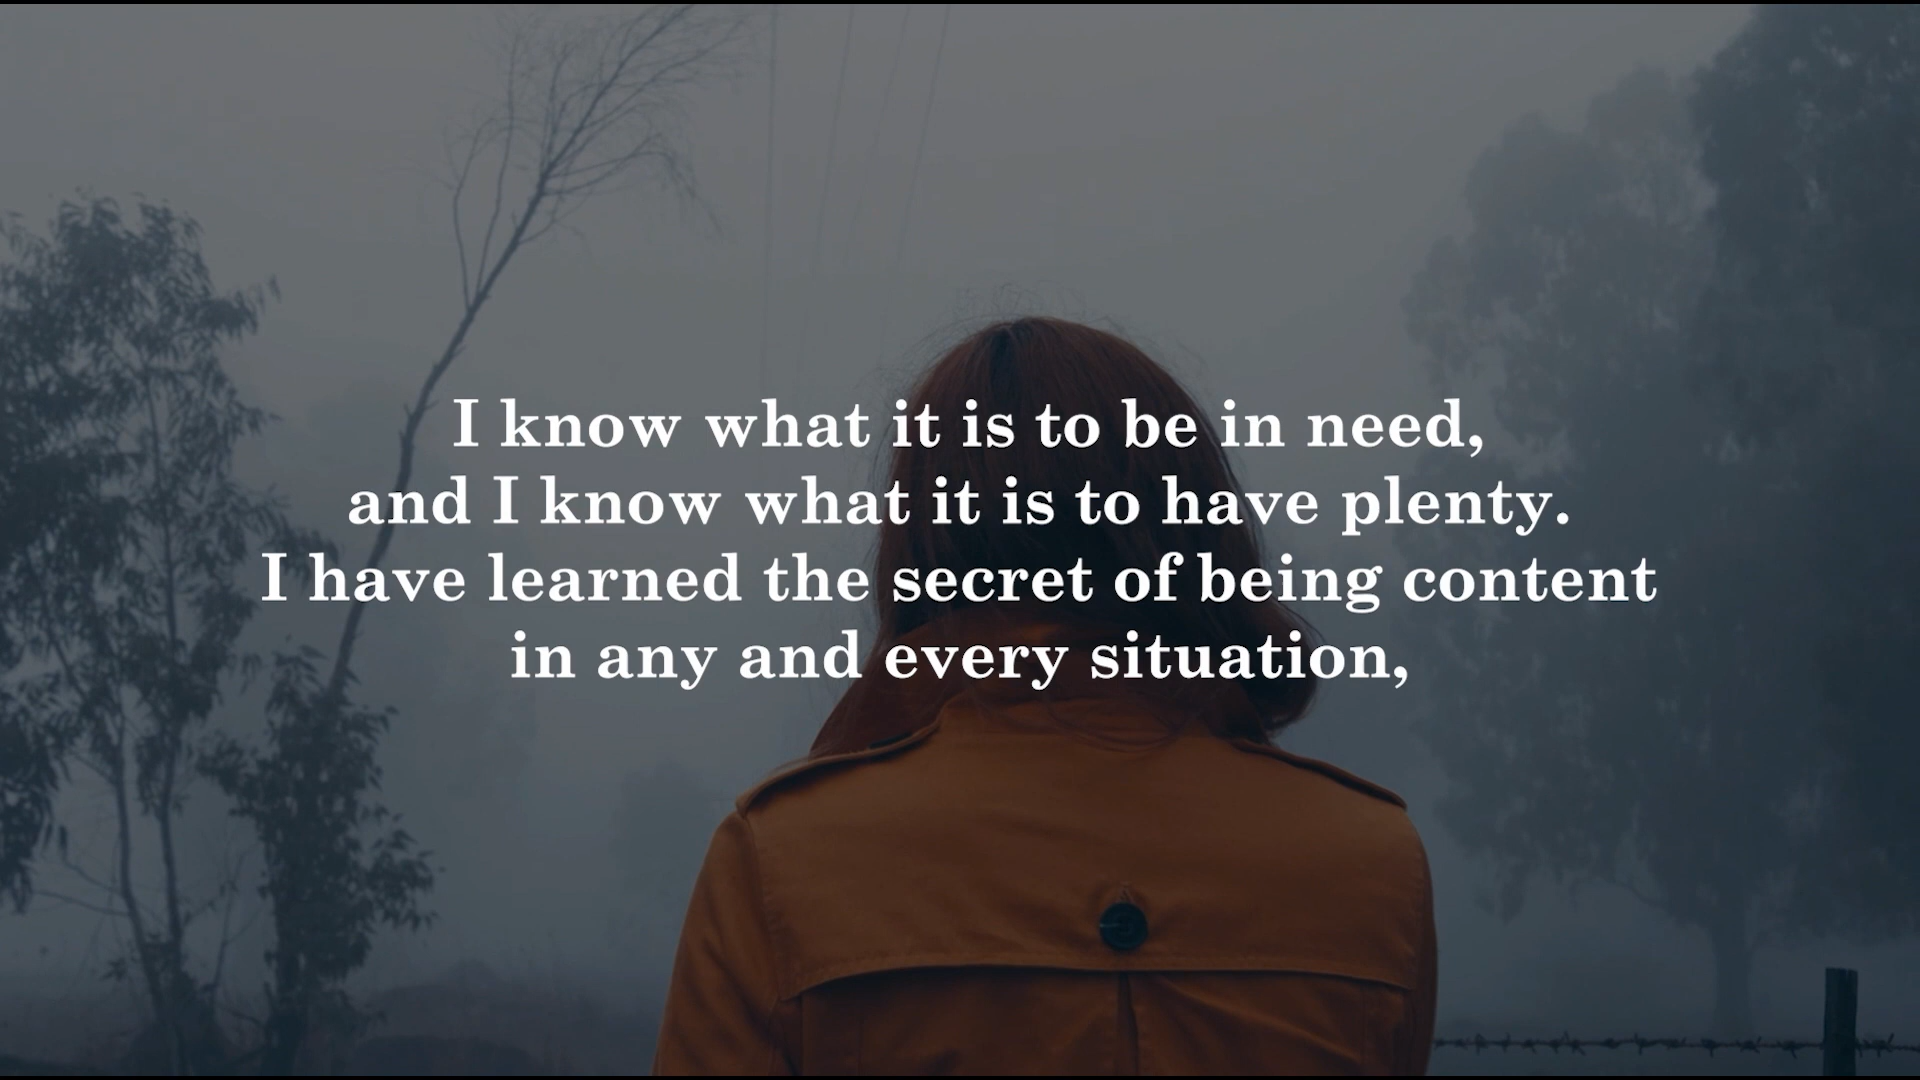 I know what it is to be in need,
and I know what it is to have plenty.
I have learned the secret of being content
in any and every situation,